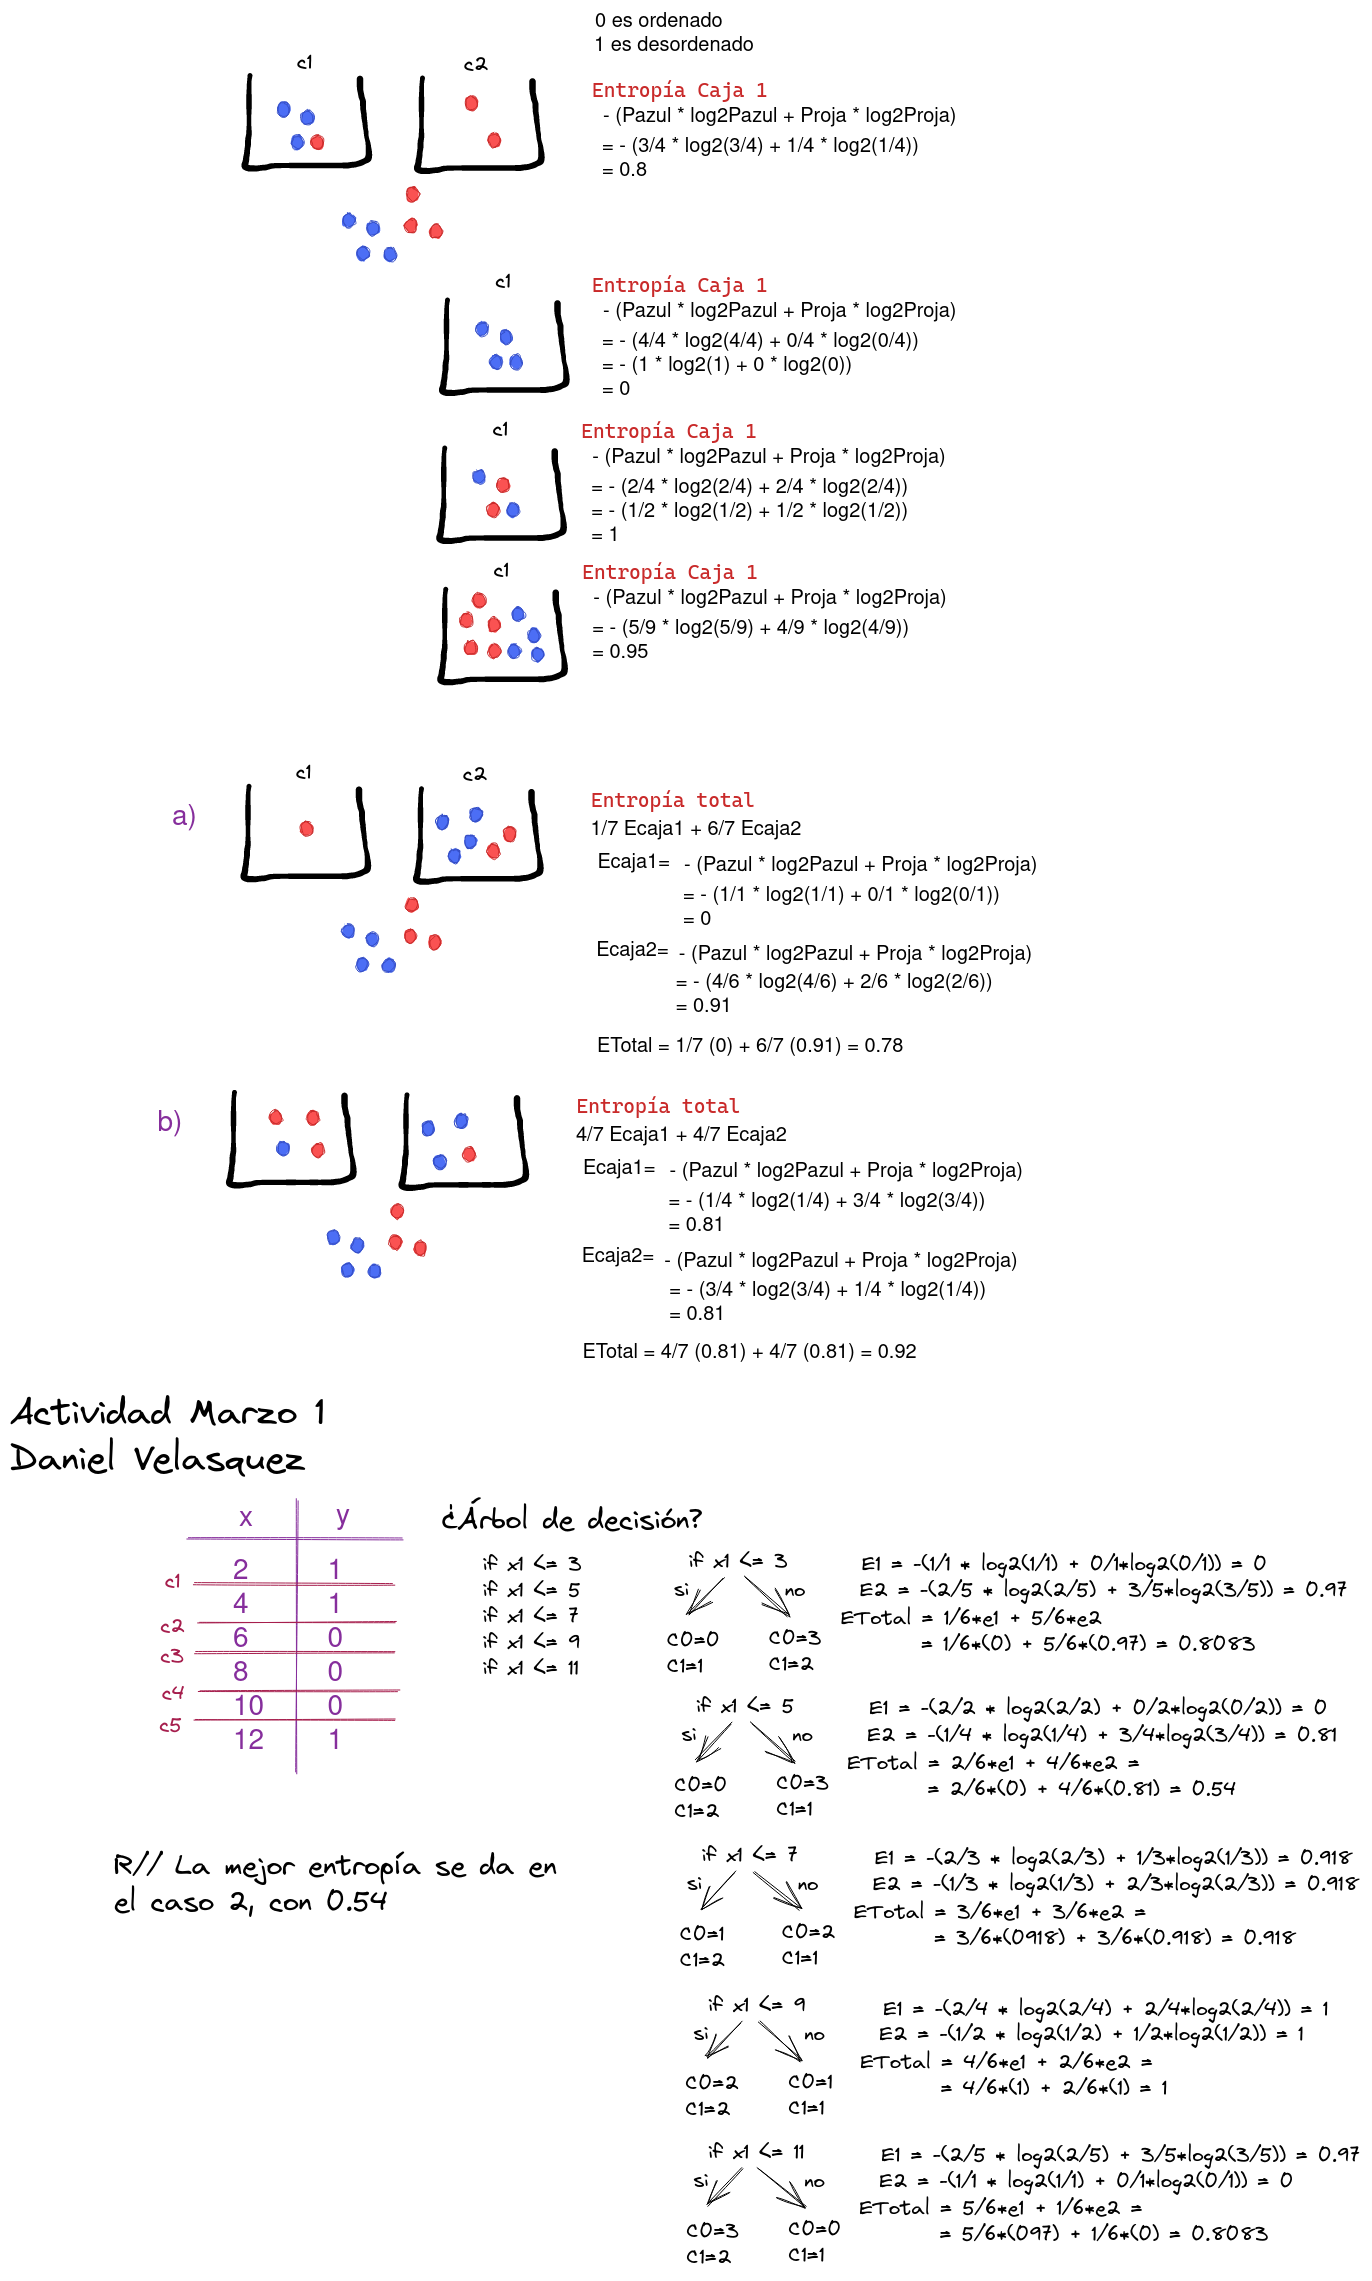 0 es ordenado
1 es desordenado
c1
c2
Entropía Caja 1
- (Pazul * log2Pazul + Proja * log2Proja)
= - (3/4 * log2(3/4) + 1/4 * log2(1/4))
= 0.8
c1
Entropía Caja 1
- (Pazul * log2Pazul + Proja * log2Proja)
= - (4/4 * log2(4/4) + 0/4 * log2(0/4))
= - (1 * log2(1) + 0 * log2(0))
= 0
c1
Entropía Caja 1
- (Pazul * log2Pazul + Proja * log2Proja)
= - (2/4 * log2(2/4) + 2/4 * log2(2/4))
= - (1/2 * log2(1/2) + 1/2 * log2(1/2))
= 1
c1
Entropía Caja 1
- (Pazul * log2Pazul + Proja * log2Proja)
= - (5/9 * log2(5/9) + 4/9 * log2(4/9))
= 0.95
a)
c1
c2
Entropía total
1/7 Ecaja1 + 6/7 Ecaja2
Ecaja1= - (Pazul * log2Pazul + Proja * log2Proja)
= - (1/1 * log2(1/1) + 0/1 * log2(0/1))
= 0
Ecaja2= - (Pazul * log2Pazul + Proja * log2Proja)
= - (4/6 * log2(4/6) + 2/6 * log2(2/6))
= 0.91
ETotal = 1/7 (0) + 6/7 (0.91) = 0.78
b)
Entropía total
4/7 Ecaja1 + 4/7 Ecaja2
Ecaja1= - (Pazul * log2Pazul + Proja * log2Proja)
= - (1/4 * log2(1/4) + 3/4 * log2(3/4))
= 0.81
Ecaja2= - (Pazul * log2Pazul + Proja * log2Proja)
= - (3/4 * log2(3/4) + 1/4 * log2(1/4))
= 0.81
ETotal = 4/7 (0.81) + 4/7 (0.81) = 0.92
Actividad Marzo 1
Daniel Velasquez
x y
2 1
c1
4 1
c2
6 0
c3
8 0
c4
10 0
c5
12 1
R// La mejor entropía se da en
el caso 2, con 0.54
¿Árbol de decisión?
if x1 <= 3
if x1 <= 5
if x1 <= 7
if x1 <= 9
if x1 <= 11
if x1 <= 3
si no
C0=0 C0=3
C1=1 C1=2
E1 = -(1/1 * log2(1/1) + 0/1*log2(0/1)) = 0
E2 = -(2/5 * log2(2/5) + 3/5*log2(3/5)) = 0.97
ETotal = 1/6*e1 + 5/6*e2
= 1/6*(0) + 5/6*(0.97) = 0.8083
if x1 <= 5
si no
C0=0 C0=3
C1=2 C1=1
E1 = -(2/2 * log2(2/2) + 0/2*log2(0/2)) = 0
E2 = -(1/4 * log2(1/4) + 3/4*log2(3/4)) = 0.81
ETotal = 2/6*e1 + 4/6*e2 =
= 2/6*(0) + 4/6*(0.81) = 0.54
if x1 <= 7
si no
C0=1 C0=2
C1=2 C1=1
E1 = -(2/3 * log2(2/3) + 1/3*log2(1/3)) = 0.918
E2 = -(1/3 * log2(1/3) + 2/3*log2(2/3)) = 0.918
ETotal = 3/6*e1 + 3/6*e2 =
= 3/6*(0918) + 3/6*(0.918) = 0.918
if x1 <= 9
si no
C0=2 C0=1
C1=2 C1=1
E1 = -(2/4 * log2(2/4) + 2/4*log2(2/4)) = 1
E2 = -(1/2 * log2(1/2) + 1/2*log2(1/2)) = 1
ETotal = 4/6*e1 + 2/6*e2 =
= 4/6*(1) + 2/6*(1) = 1
if x1 <= 11
si no
C0=3 C0=0
C1=2 C1=1
E1 = -(2/5 * log2(2/5) + 3/5*log2(3/5)) = 0.97
E2 = -(1/1 * log2(1/1) + 0/1*log2(0/1)) = 0
ETotal = 5/6*e1 + 1/6*e2 =
= 5/6*(097) + 1/6*(0) = 0.8083